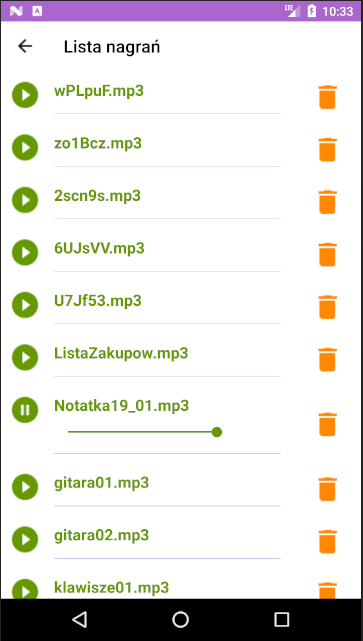 LTE 10:33
Lista nagrań
wPLpuF.mp3
zo1Bcz.mp3
2scn9s.mp3
6UJsVV.mp3
U7Jf53.mp3
ListaZakupow.mp3
Notatka19_01.mp3
gitara01.mp3
gitara02.mp3
klawisze01.mp3